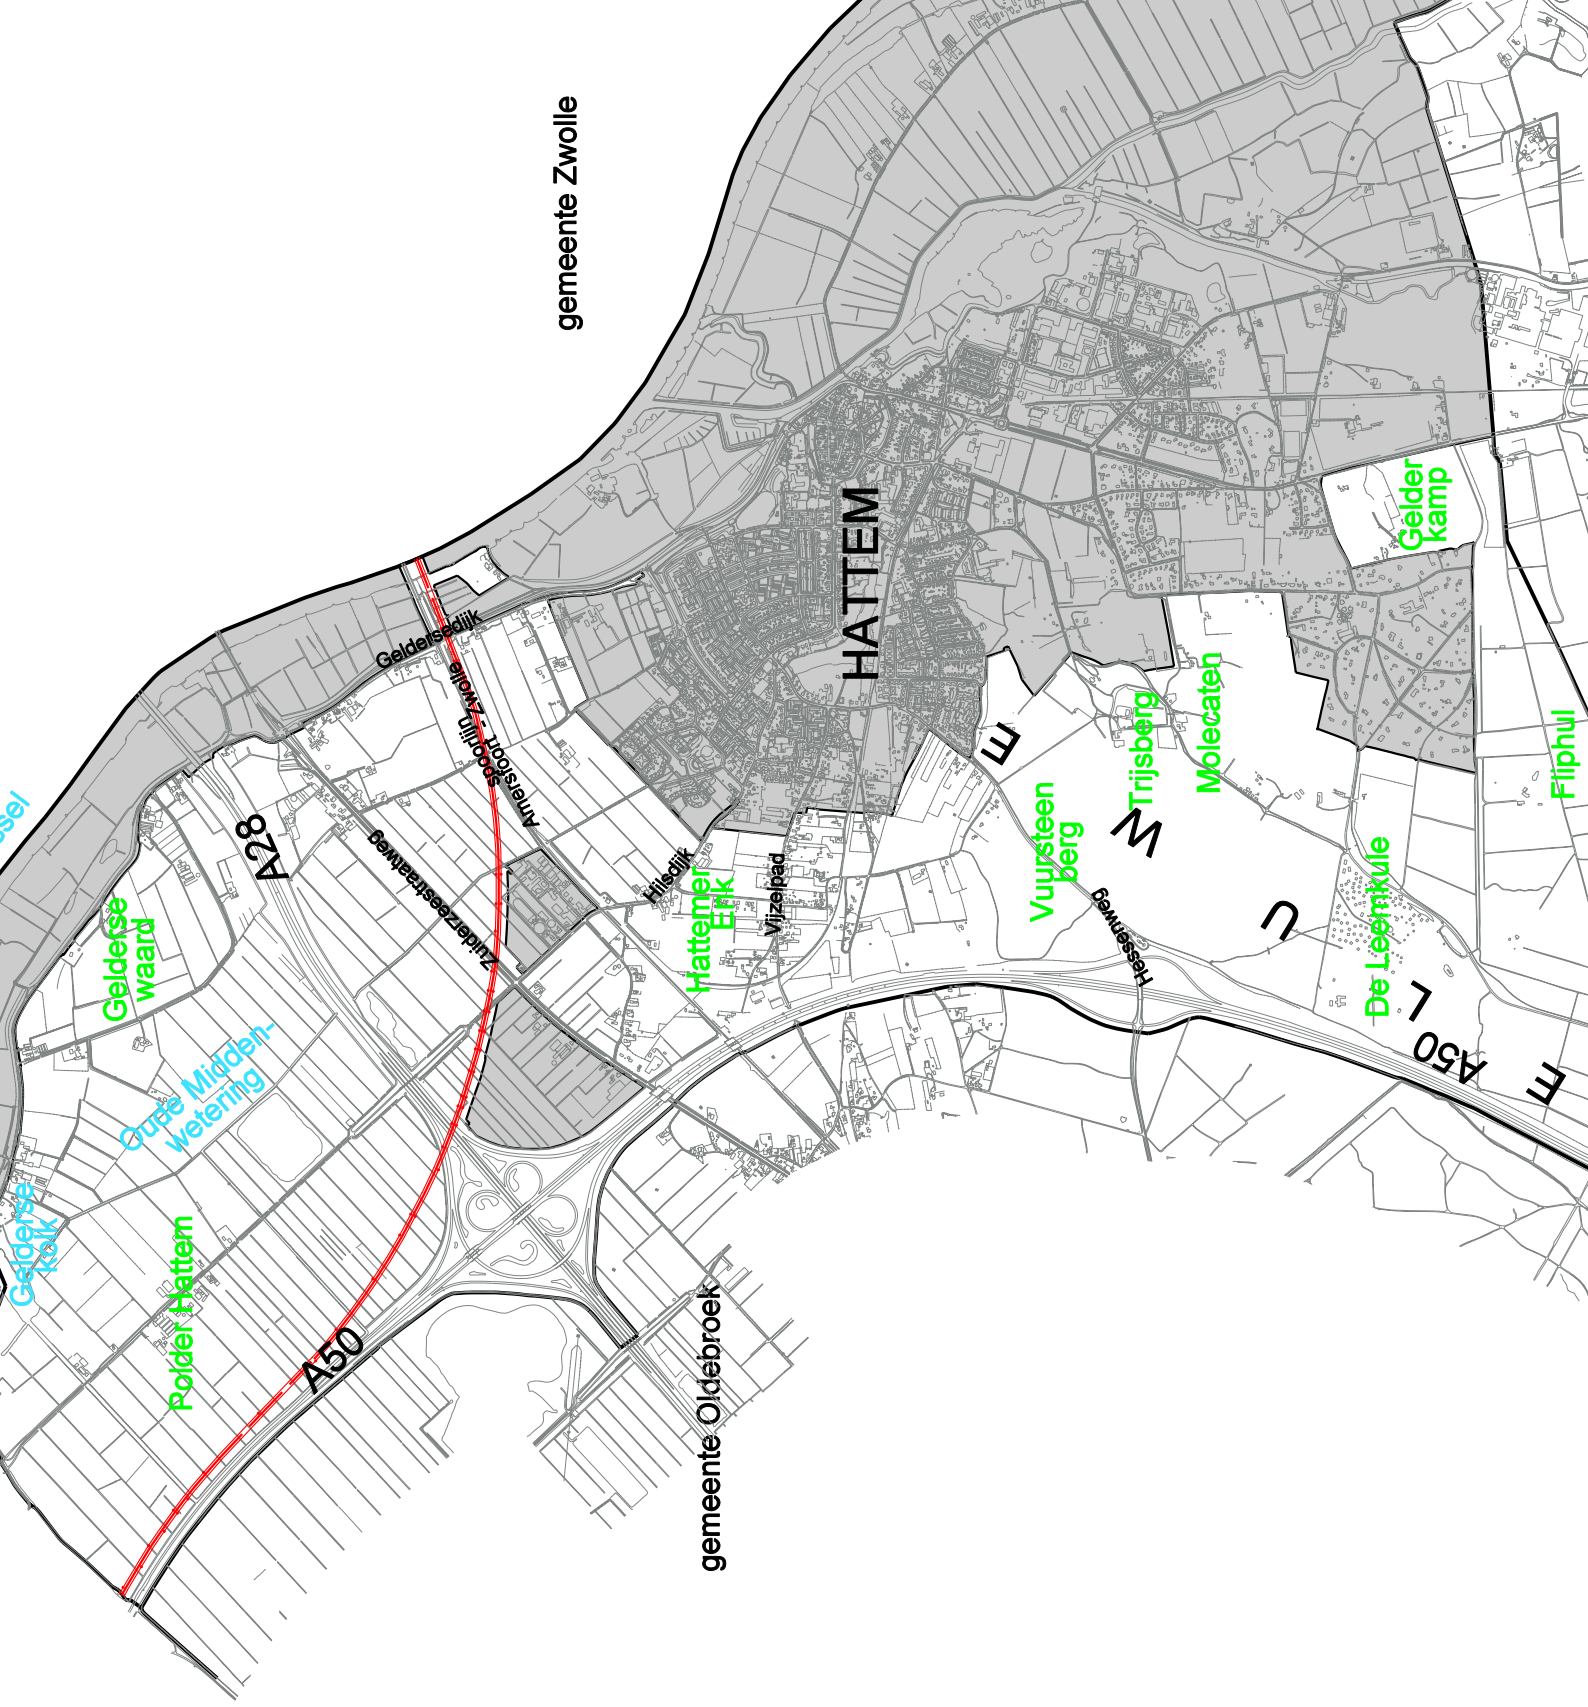 gemeente Zwolle
HATTEM
Gelder
kamp
Geldersedijk
spoorlijn
Amersfoort - Zwolle
A28
Zuiderzeestraatweg
Hilsdijk
Hattemer
Enk
Vijzelpad
Gelderse
waard
Oude Midden-
wetering
Gelderse
kolk
Polder Hattem
A50
gemeente Oldebroek
Vuursteen
berg
Trijsberg
Molecaten
Hessenweg
De Leemkule
Fliphul
A50
V E L U W E